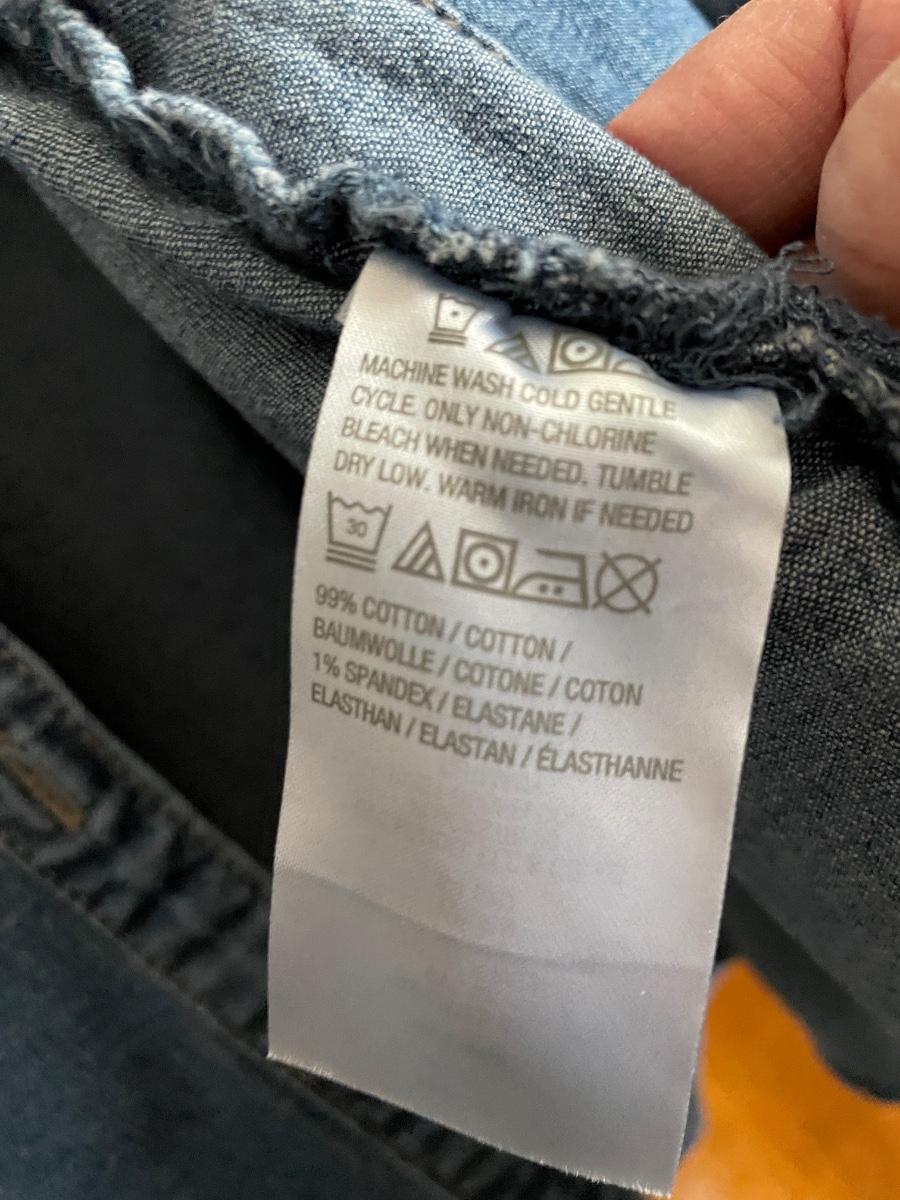 MACHINE WASH COLD GENTLE
CYCLE. ONLY NON-CHLORINE
BLEACH WHEN NEEDED. TUMBLE
DRY LOW. WARM IRON IF NEEDED
30
99% COTTON / COTTON /
BAUMWOLLE / COTONE / COTON
1% SPANDEX / ELASTANE /
ELASTHAN / ELASTAN / ÉLASTHANNE